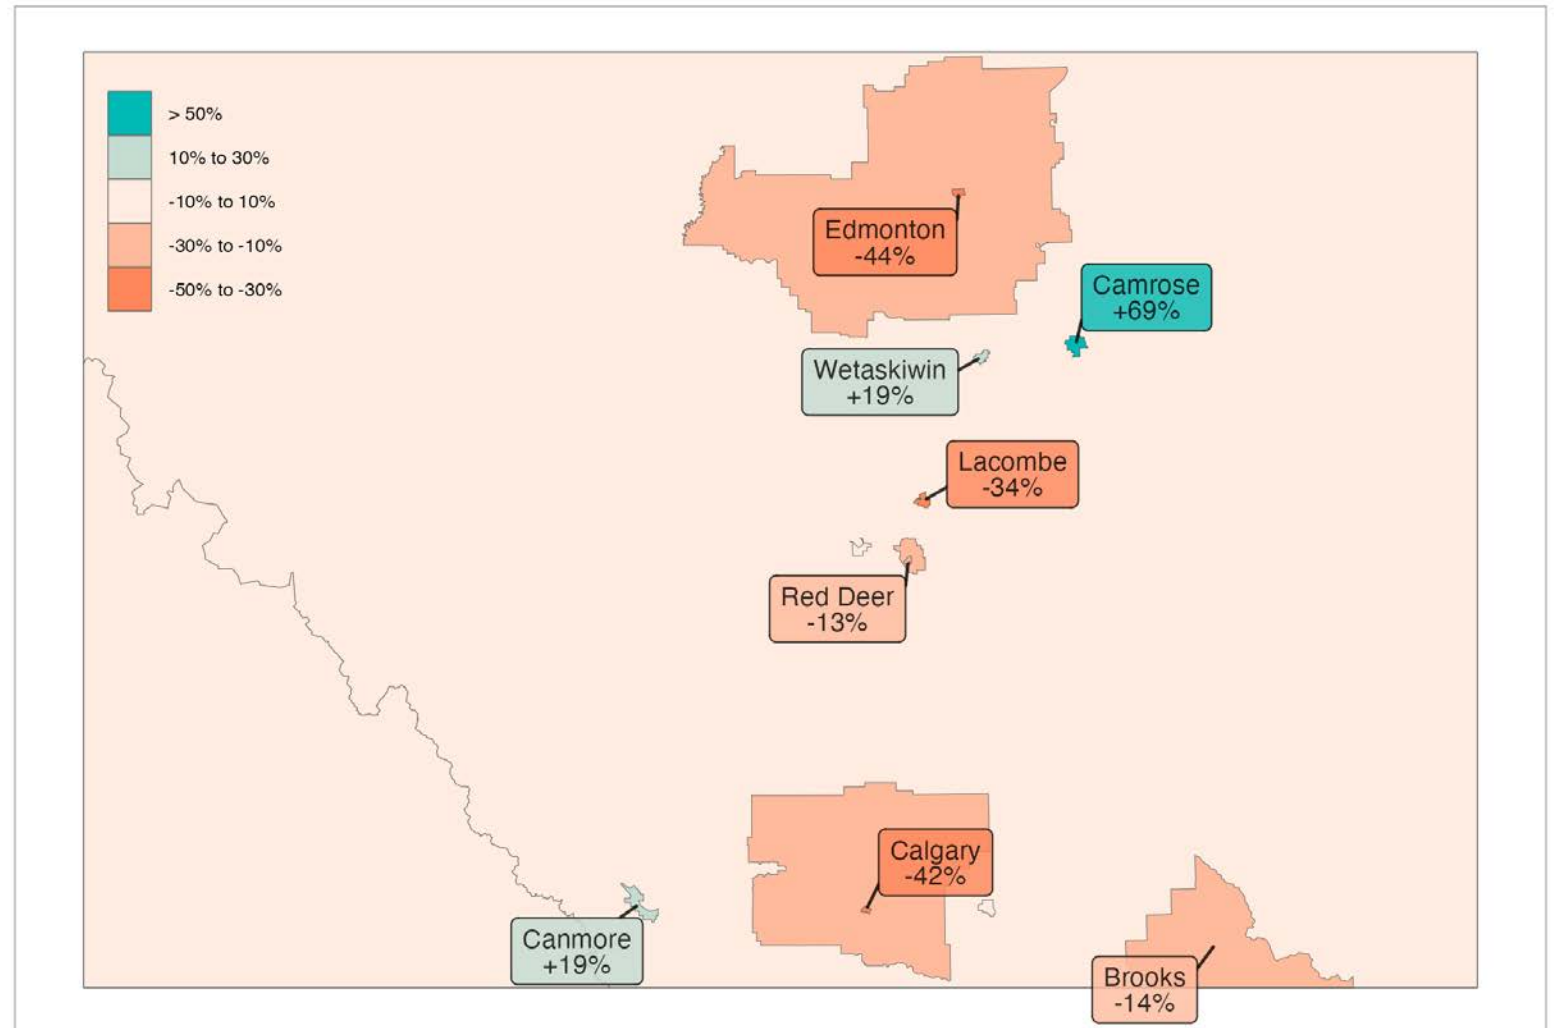 > 50%
10% to 30%
-10% to 10%
-30% to -10%
-50% to -30%
Edmonton
-44%
Camrose
+69%
Wetaskiwin
+19%
Lacombe
-34%
Red Deer
-13%
Calgary
-42%
Canmore
+19%
Brooks
-14%